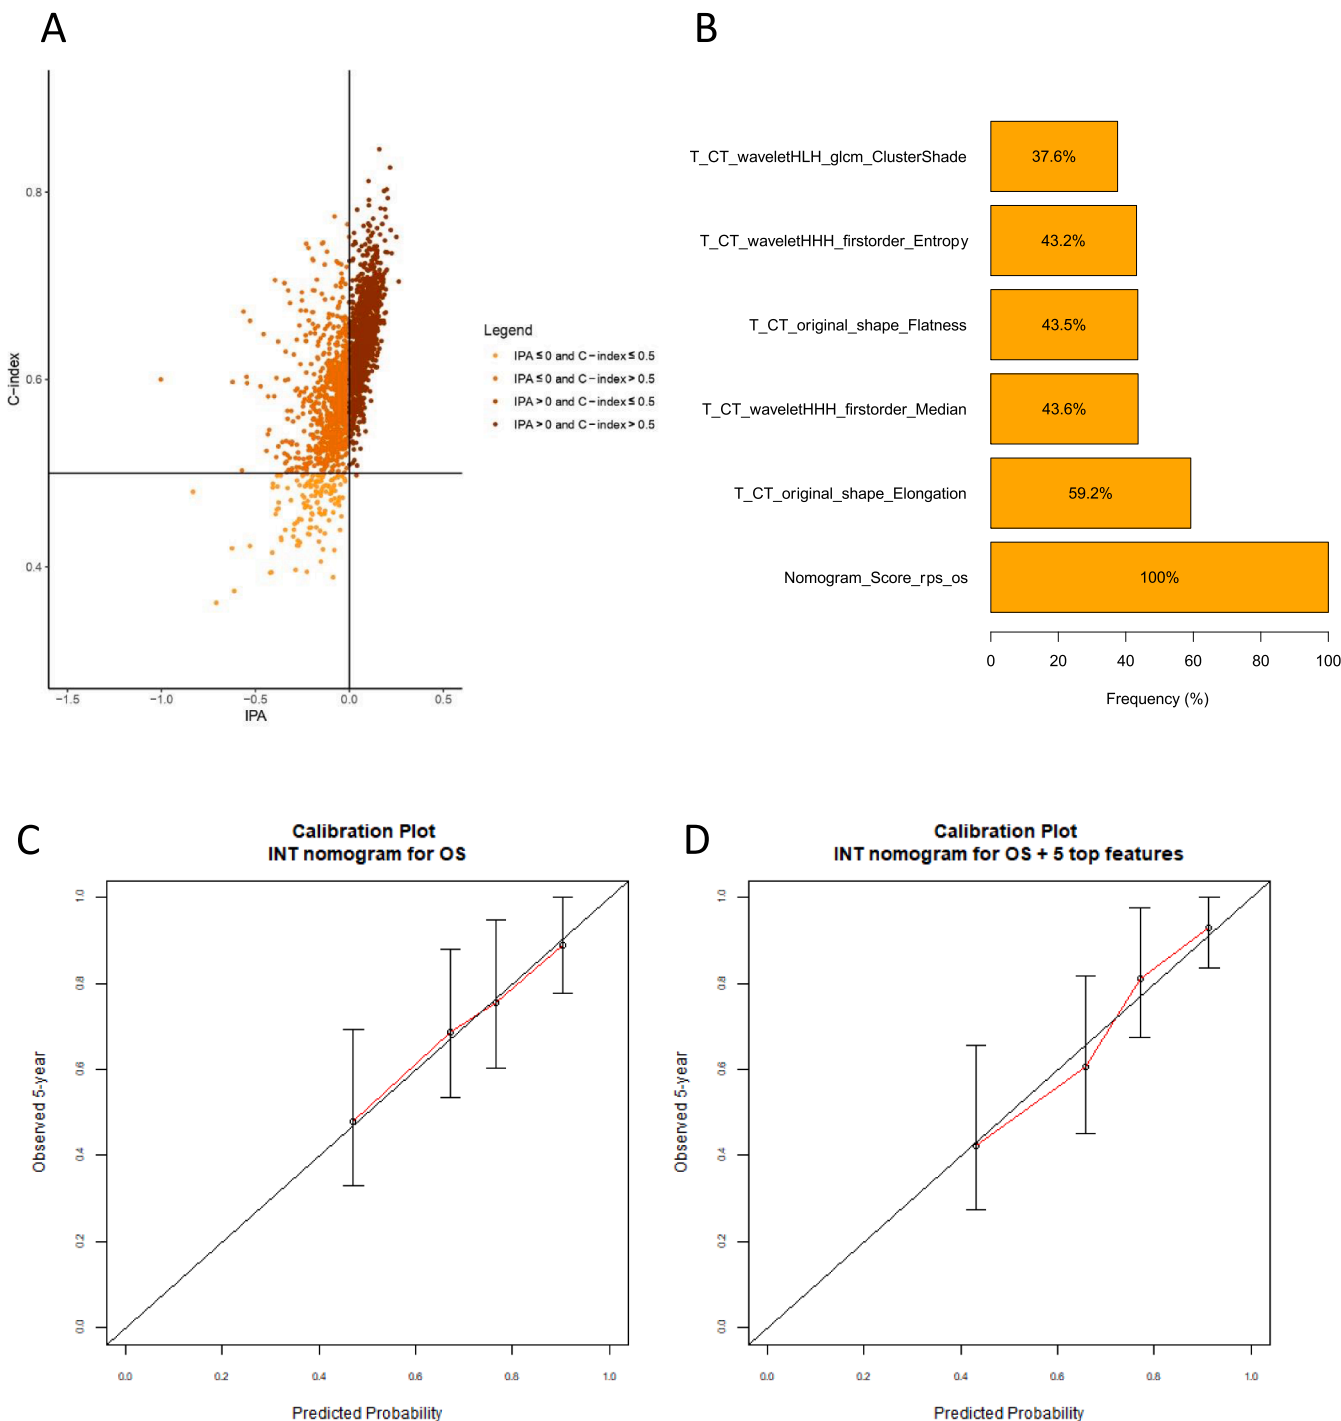 A
C-index
0.8
0.6
0.4
−1.5
−1.0
−0.5
0.0
0.5
IPA
Legend
IPA ≤ 0 and C−index ≤ 0.5
IPA ≤ 0 and C−index > 0.5
IPA > 0 and C−index ≤ 0.5
IPA > 0 and C−index > 0.5
B
T_CT_waveletHLH_glcm_ClusterShade
37.6%
T_CT_waveletHHH_firstorder_Entropy
43.2%
T_CT_original_shape_Flatness
43.5%
T_CT_waveletHHH_firstorder_Median
43.6%
T_CT_original_shape_Elongation
59.2%
Nomogram_Score_rps_os
100%
0
20
40
60
80
100
Frequency (%)
C
Calibration Plot
INT nomogram for OS
Observed 5-year
1.0
0.8
0.6
0.4
0.2
0.0
0.0
0.2
0.4
0.6
0.8
1.0
Predicted Probability
D
Calibration Plot
INT nomogram for OS + 5 top features
Observed 5-year
1.0
0.8
0.6
0.4
0.2
0.0
0.0
0.2
0.4
0.6
0.8
1.0
Predicted Probability